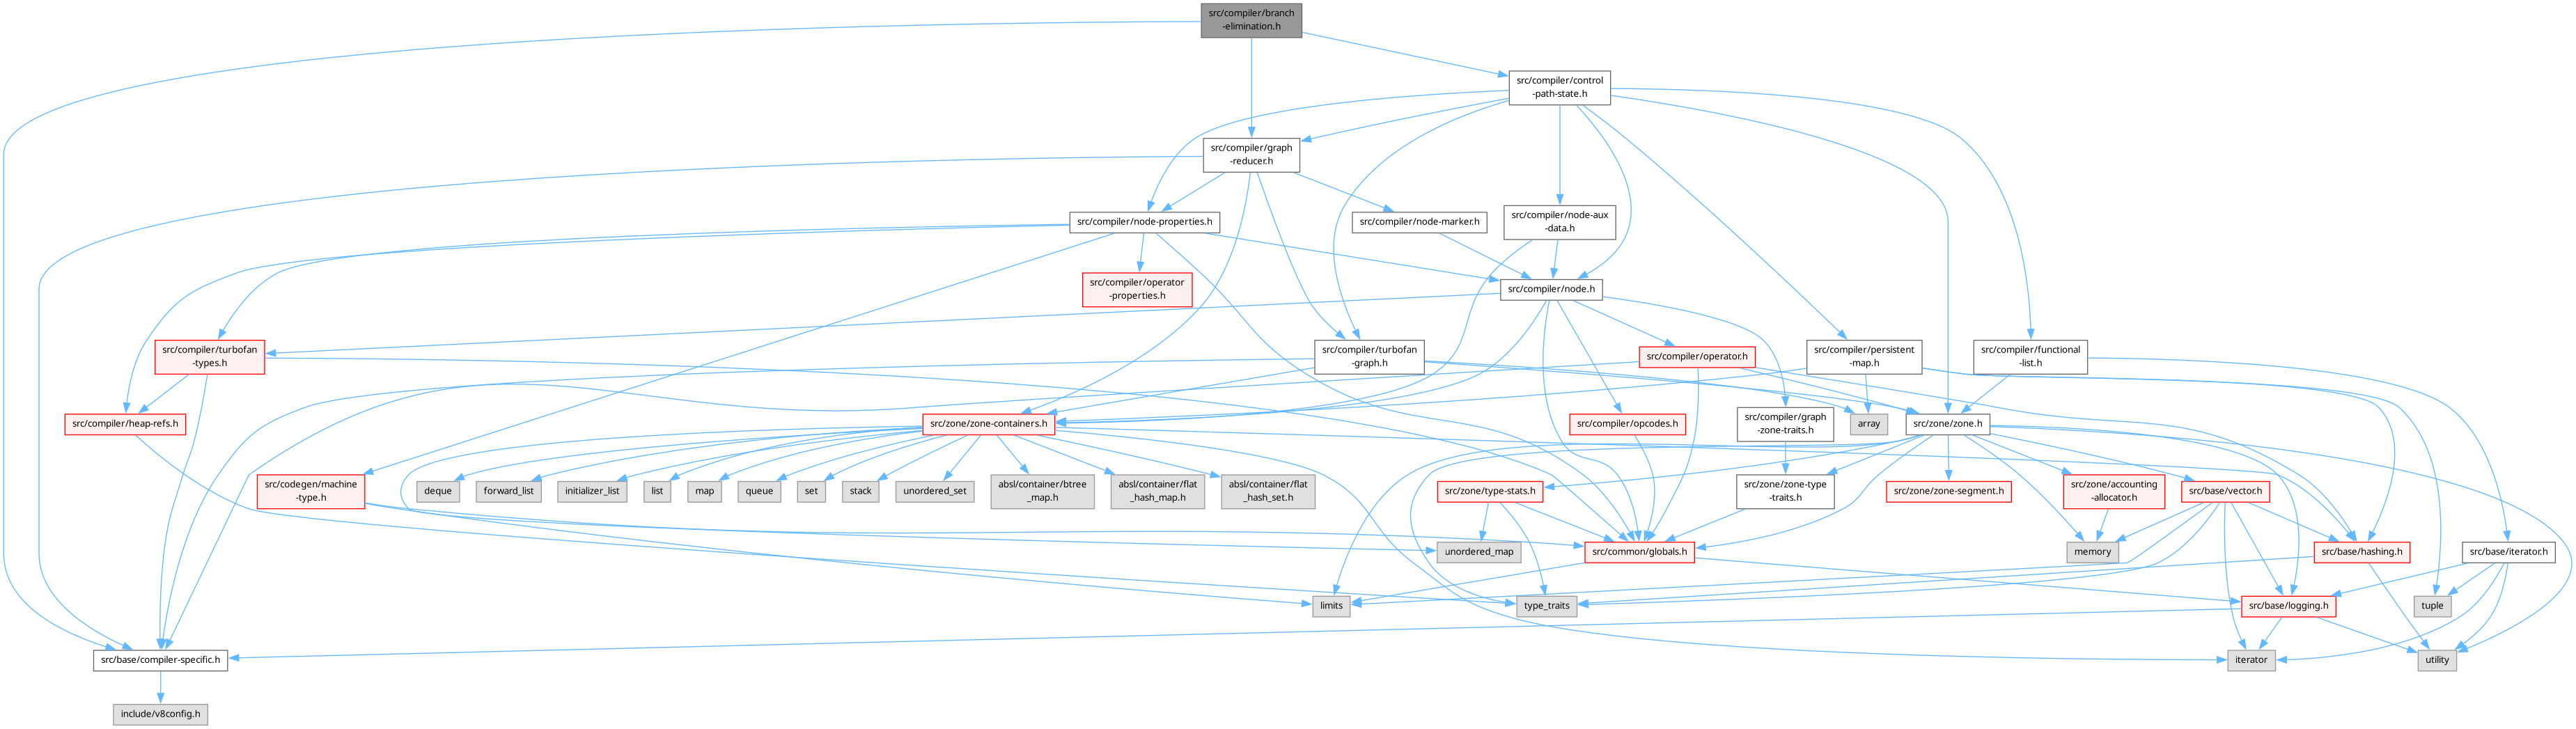 src/compiler/branch
-elimination.h
src/compiler/control
-path-state.h
src/compiler/graph
-reducer.h
src/compiler/node-properties.h
src/compiler/node-marker.h
src/compiler/node-aux
-data.h
src/compiler/operator
-properties.h
src/compiler/node.h
src/compiler/turbofan
-types.h
src/compiler/turbofan
-graph.h
src/compiler/operator.h
src/compiler/persistent
-map.h
src/compiler/functional
-list.h
src/compiler/heap-refs.h
src/zone/zone-containers.h
src/compiler/opcodes.h
src/compiler/graph
-zone-traits.h
array
src/zone/zone.h
src/codegen/machine
-type.h
deque
forward_list
initializer_list
list
map
queue
set
stack
unordered_set
absl/container/btree
_map.h
absl/container/flat
_hash_map.h
absl/container/flat
_hash_set.h
src/zone/type-stats.h
src/zone/zone-type
-traits.h
src/zone/zone-segment.h
src/zone/accounting
-allocator.h
src/base/vector.h
unordered_map
src/common/globals.h
memory
src/base/hashing.h
src/base/iterator.h
limits
type_traits
src/base/logging.h
tuple
src/base/compiler-specific.h
iterator
utility
include/v8config.h